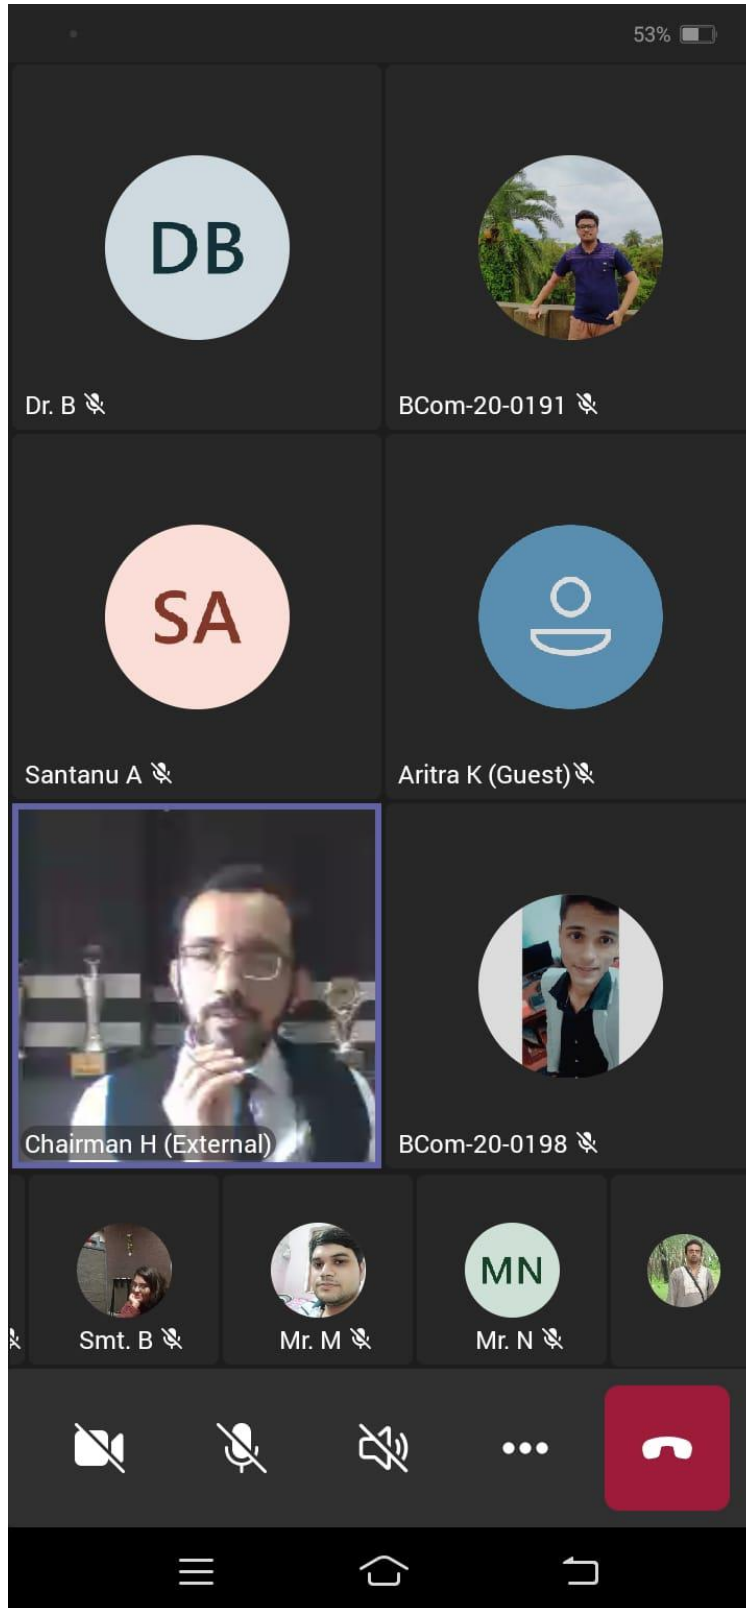 53%
DB
Dr. B
BCom-20-0191
SA
Santanu A
Aritra K (Guest)
Chairman H (External)
BCom-20-0198
Smt. B
Mr. M
MN
Mr. N